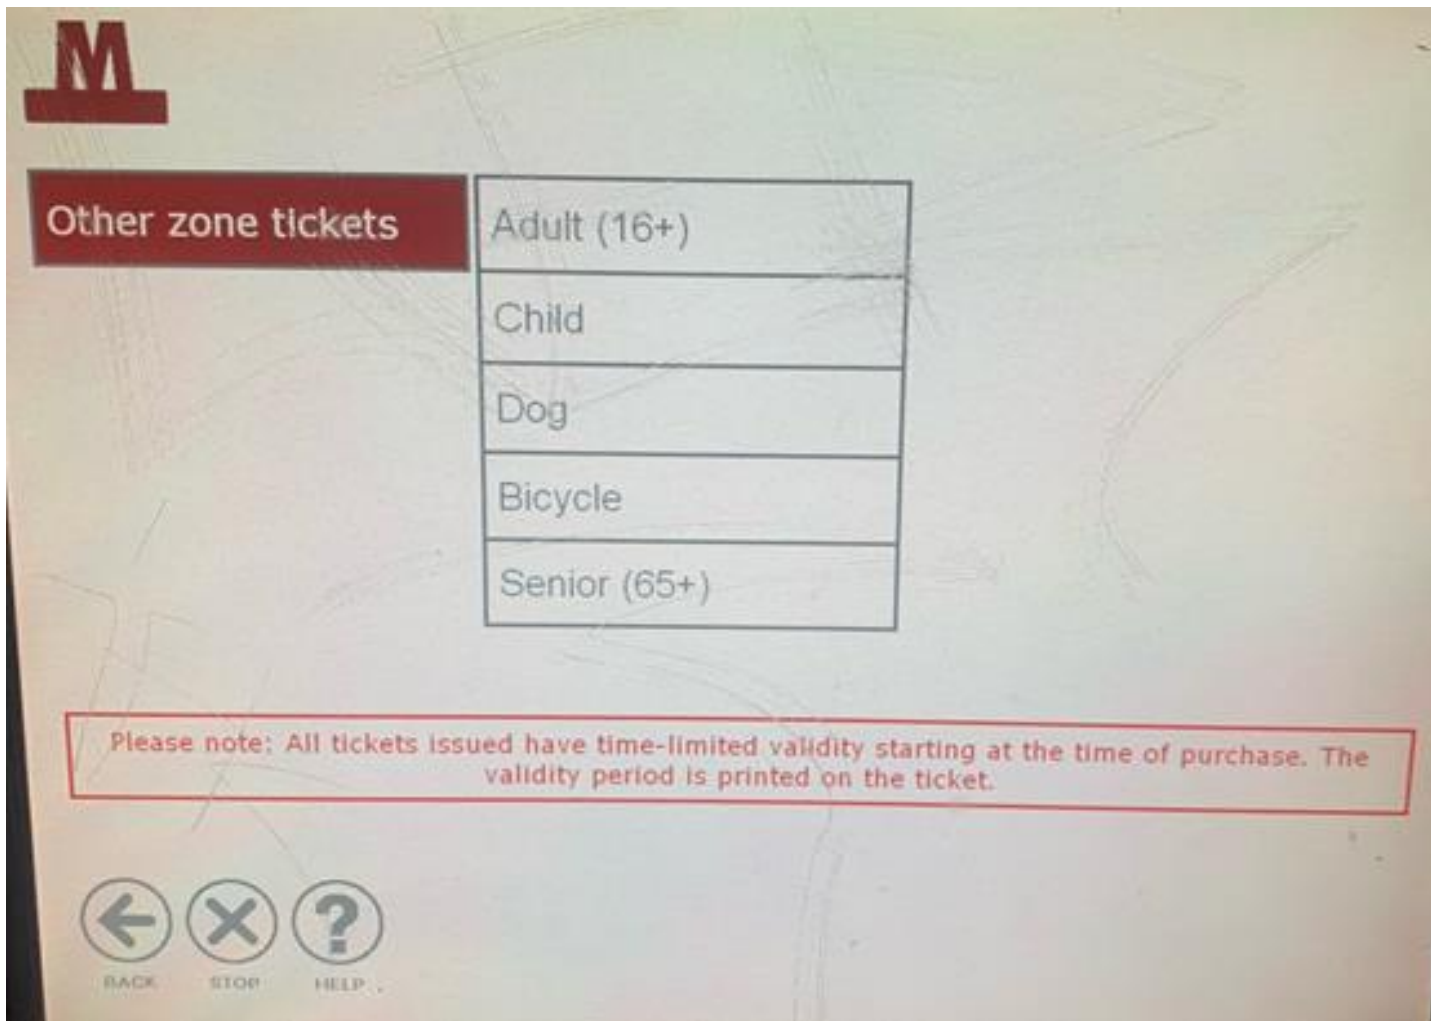 M
Other zone tickets
Adult (16+)
Child
Dog
Bicycle
Senior (65+)
Please note: All tickets issued have time-limited validity starting at the time of purchase. The
validity period is printed on the ticket.
BACK STOP HELP